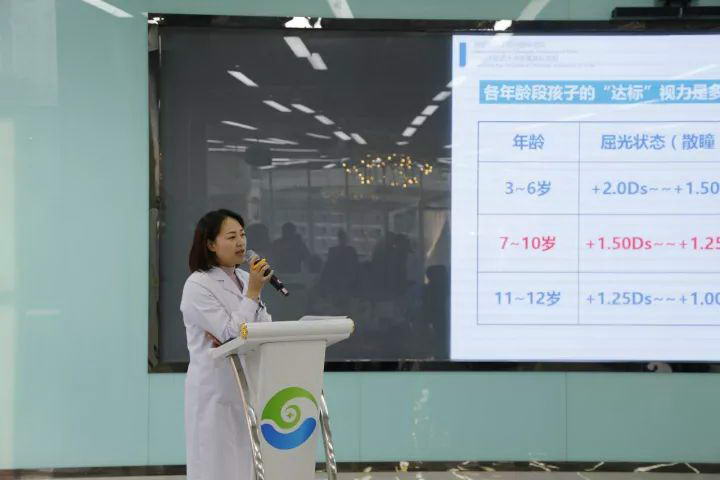 各年龄段孩子的“达标”视力是多
年龄
屈光状态（散瞳
3~6岁
+2.0Ds~~+1.50
7~10岁
+1.50Ds~~+1.25
11~12岁
+1.25Ds~~+1.00